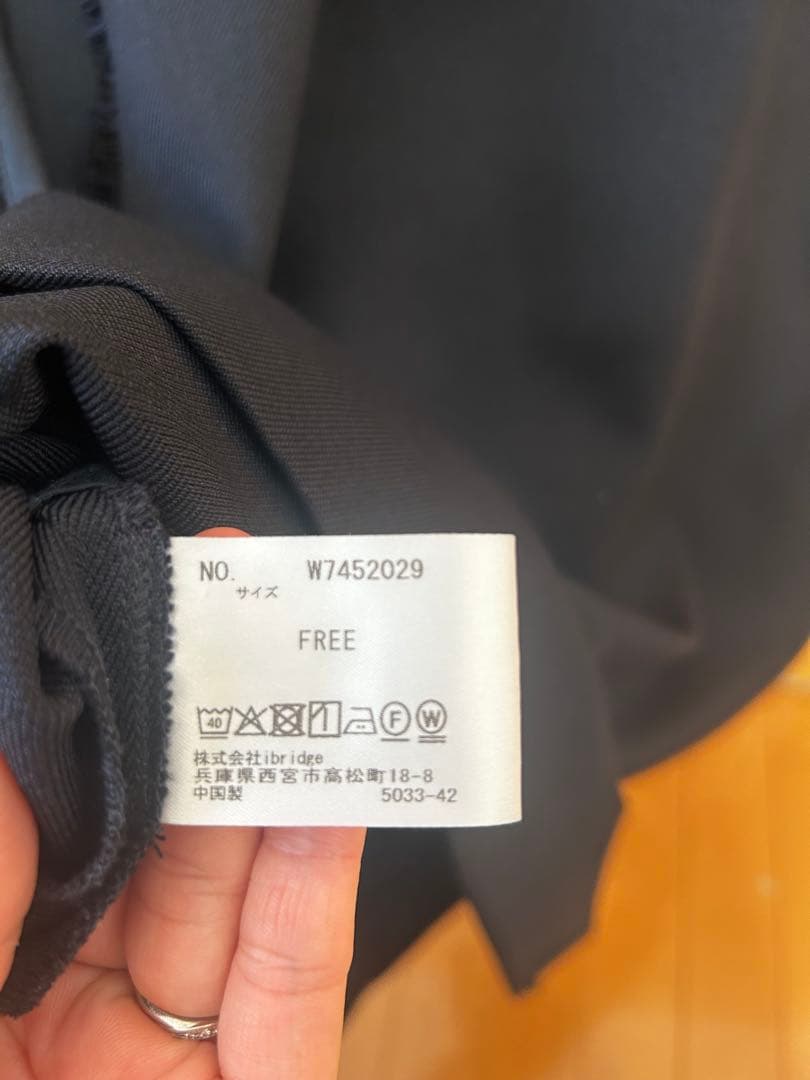 NO. W7452029
サイズ
FREE
40 F W
株式会社ibridge
兵庫県西宮市高松町18-8
中国製 5033-42